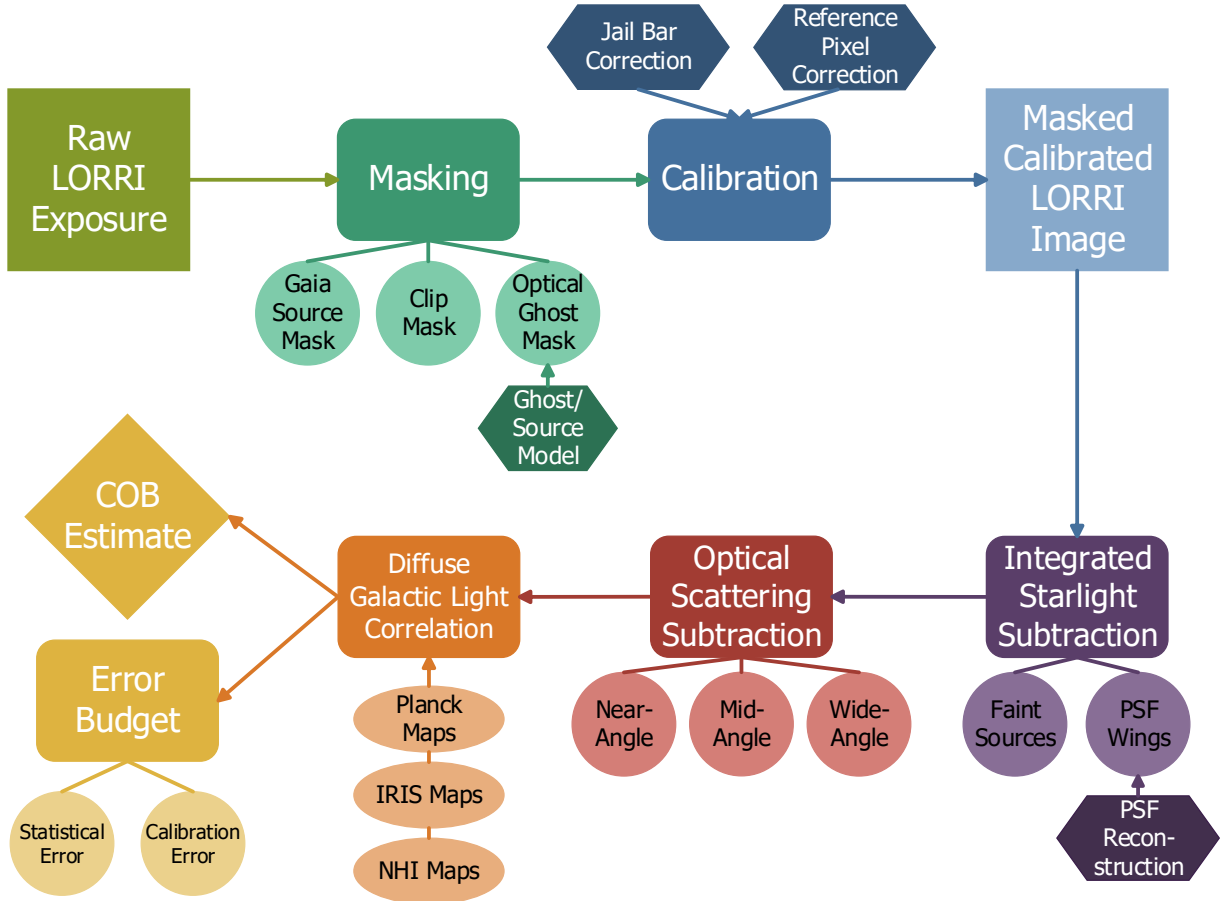 Jail Bar
Correction
Reference
Pixel
Correction
Raw
LORRI
Exposure
Masking
Calibration
Masked
Calibrated
LORRI
Image
Gaia
Source
Mask
Clip
Mask
Optical
Ghost
Mask
Ghost/
Source
Model
COB
Estimate
Diffuse
Galactic Light
Correlation
Optical
Scattering
Subtraction
Integrated
Starlight
Subtraction
Error
Budget
Planck
Maps
IRIS Maps
NHI Maps
Near-
Angle
Mid-
Angle
Wide-
Angle
Faint
Sources
PSF
Wings
PSF
Recon-
struction
Statistical
Error
Calibration
Error